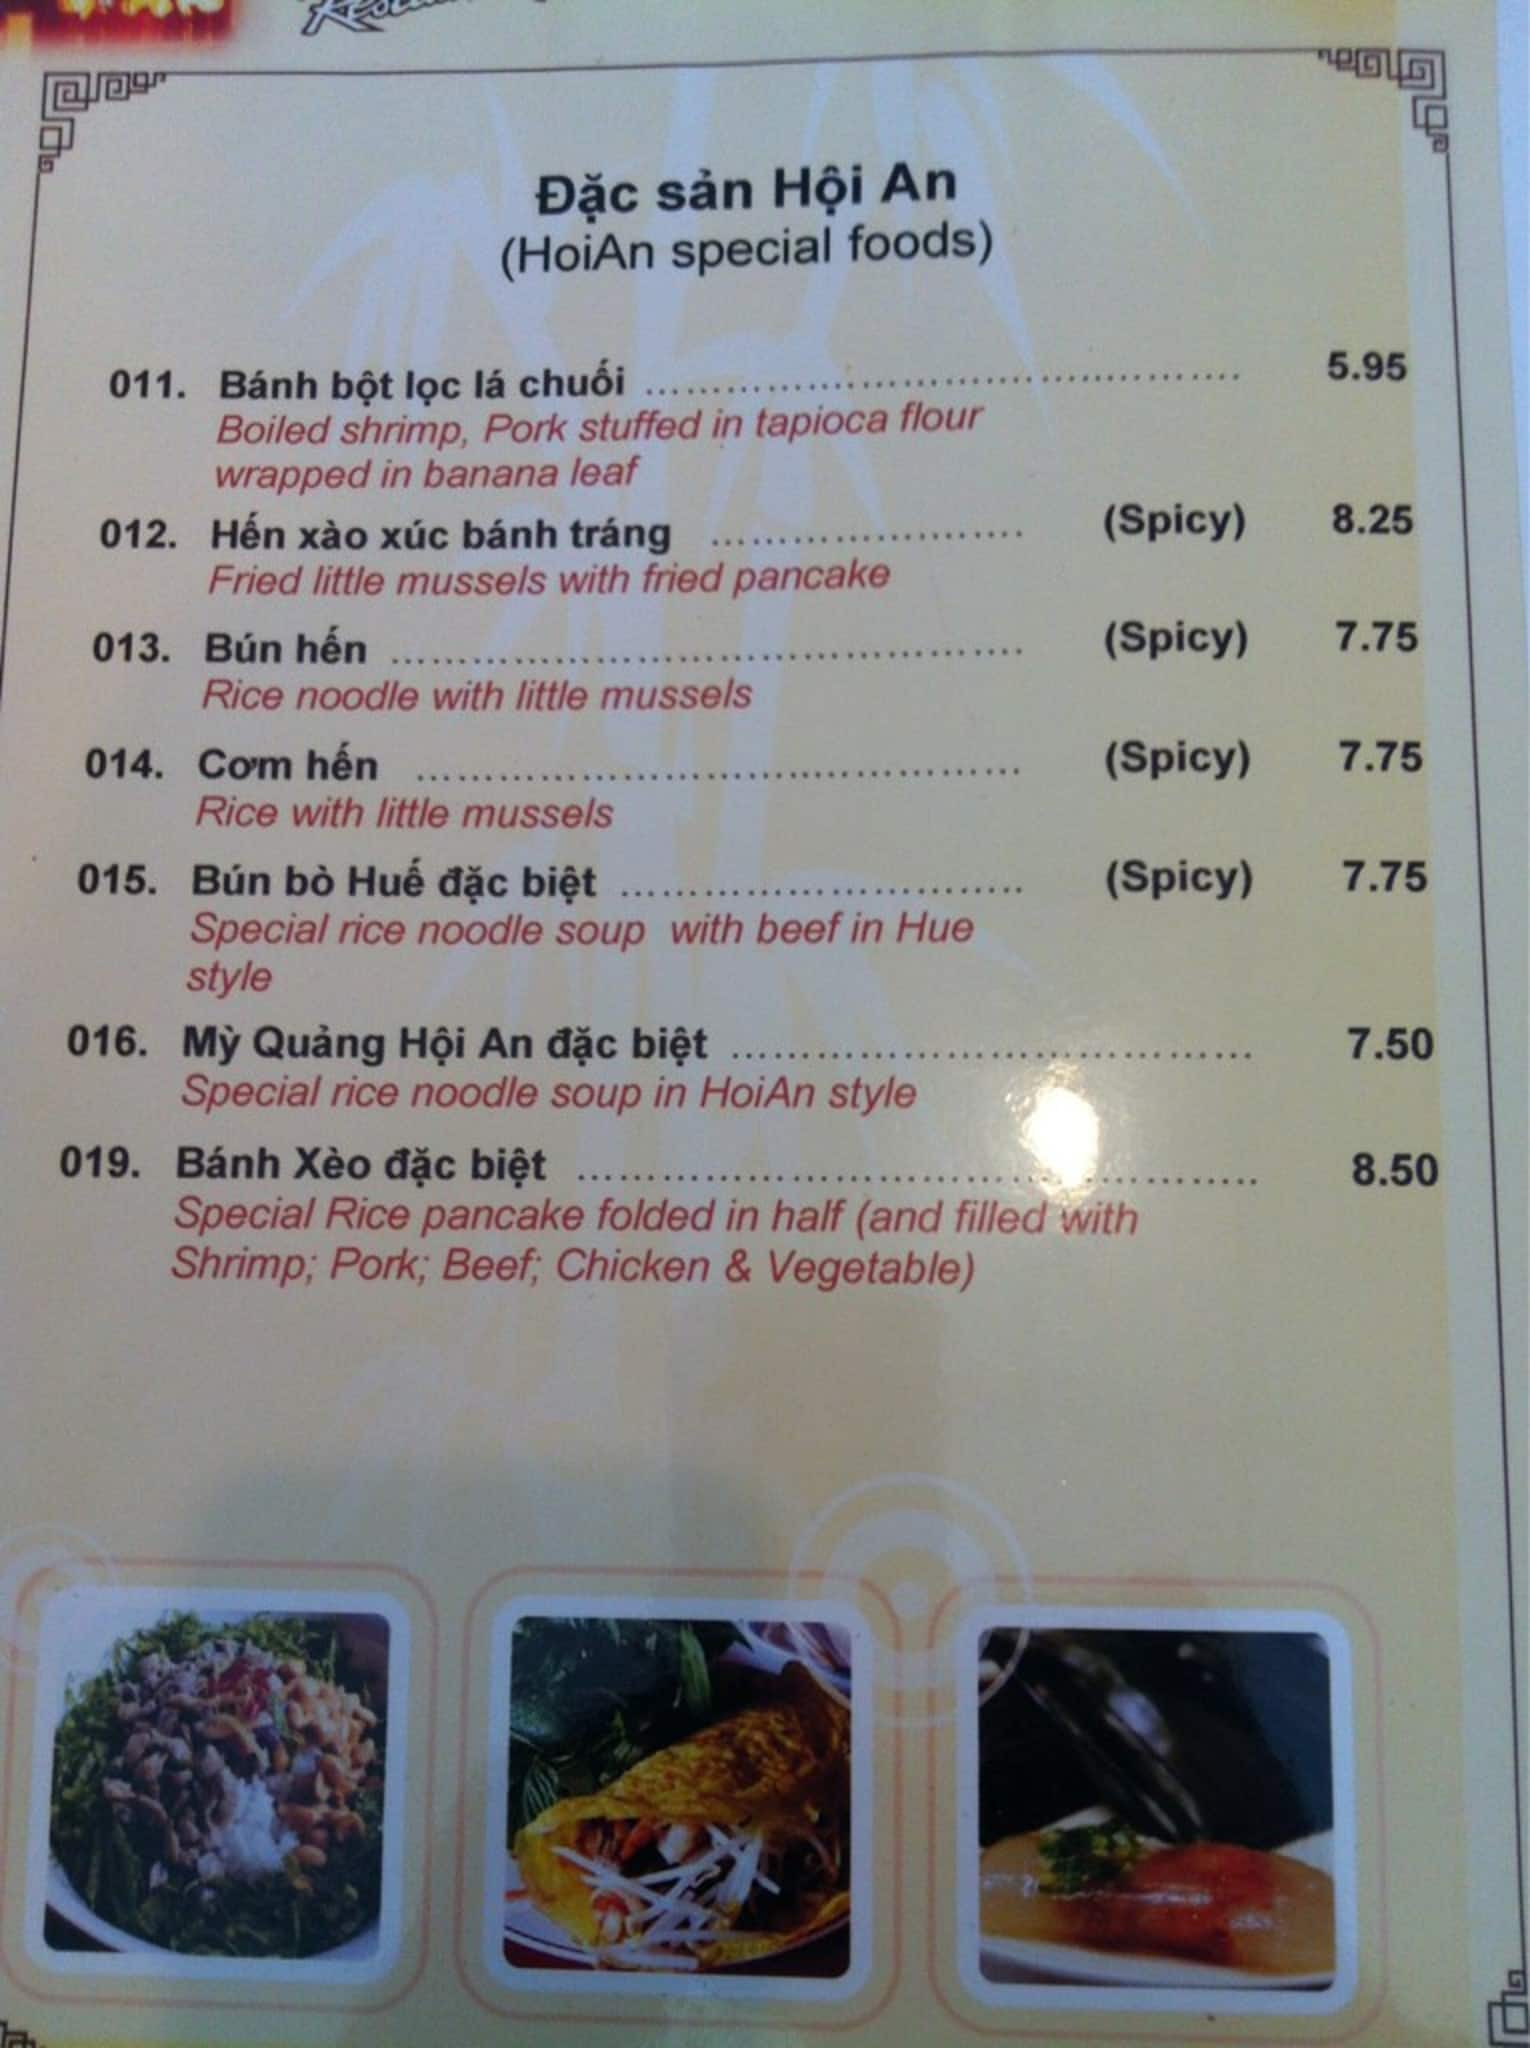 Đặc sản Hội An
(HoiAn special foods)
011. Bánh bột lọc lá chuối ................................................ 5.95
Boiled shrimp, Pork stuffed in tapioca flour
wrapped in banana leaf
012. Hến xào xúc bánh tráng ........................ (Spicy) 8.25
Fried little mussels with fried pancake
013. Bún hến ................................................ (Spicy) 7.75
Rice noodle with little mussels
014. Cơm hến ............................................. (Spicy) 7.75
Rice with little mussels
015. Bún bò Huế đặc biệt .............................. (Spicy) 7.75
Special rice noodle soup with beef in Hue
style
016. Mỳ Quảng Hội An đặc biệt ....................................... 7.50
Special rice noodle soup in HoiAn style
019. Bánh Xèo đặc biệt ................................................... 8.50
Special Rice pancake folded in half (and filled with
Shrimp; Pork; Beef; Chicken & Vegetable)